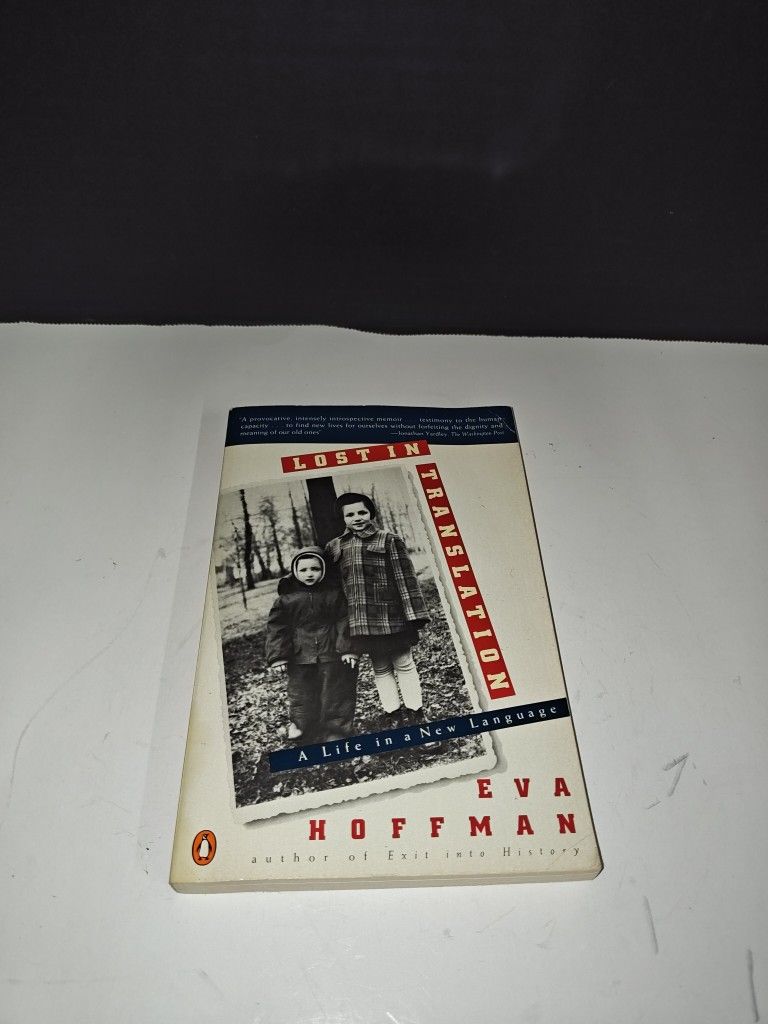 "A provocative, intensely introspective memoir . . . testimony to the human
capacity . . . to find new lives for ourselves without forfeiting the dignity and
meaning of our old ones" —Jonathan Yardley, The Washington Post
LOST IN
TRANSLATION
A Life in a New Language
EVA
HOFFMAN
author of Exit into History